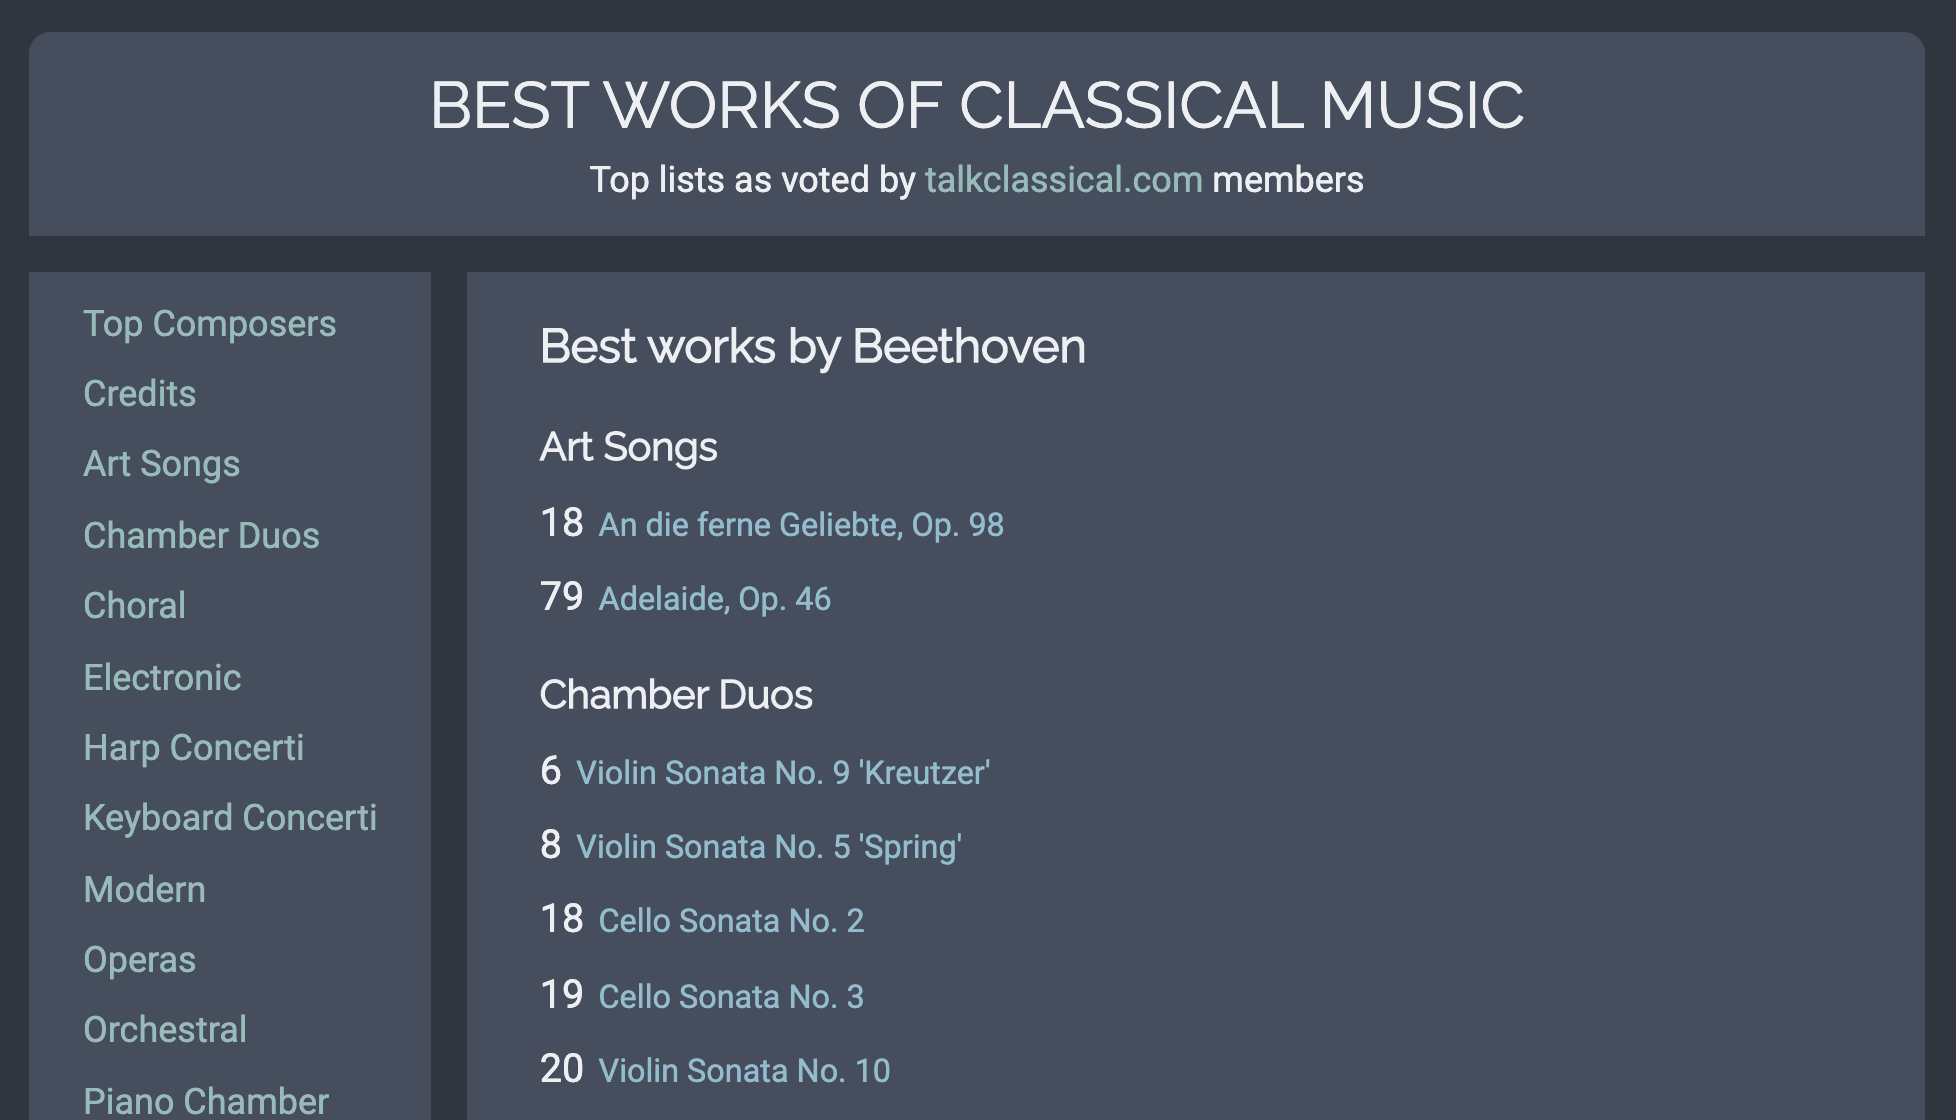 BEST WORKS OF CLASSICAL MUSIC
Top lists as voted by talkclassical.com members
Top Composers
Credits
Art Songs
Chamber Duos
Choral
Electronic
Harp Concerti
Keyboard Concerti
Modern
Operas
Orchestral
Piano Chamber
Best works by Beethoven
Art Songs
18 An die ferne Geliebte, Op. 98
79 Adelaide, Op. 46
Chamber Duos
6 Violin Sonata No. 9 'Kreutzer'
8 Violin Sonata No. 5 'Spring'
18 Cello Sonata No. 2
19 Cello Sonata No. 3
20 Violin Sonata No. 10